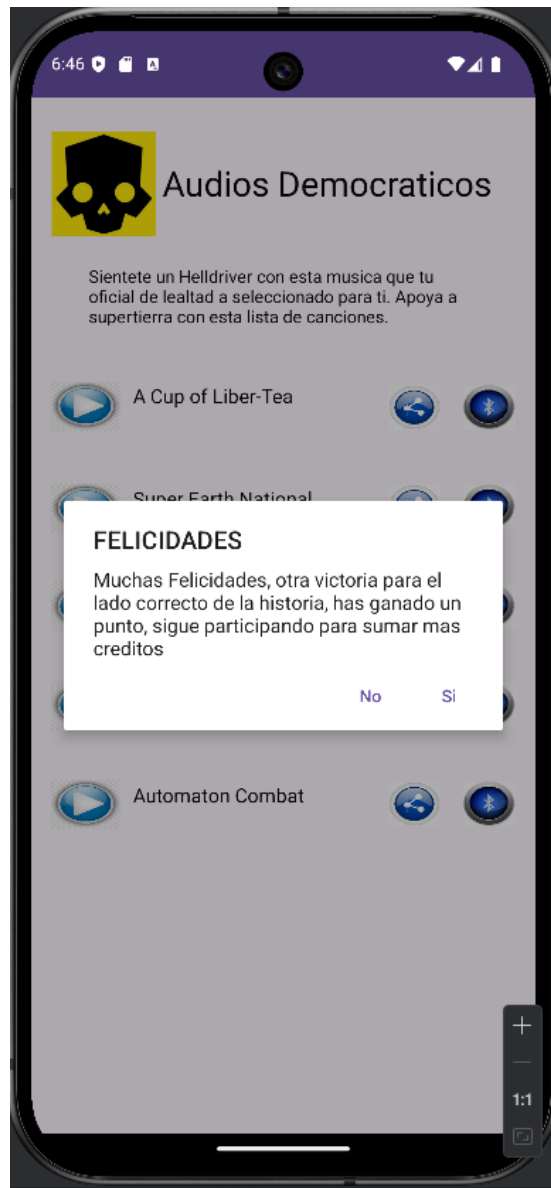 6:46
Audios Democraticos
Sientete un Helldriver con esta musica que tu
oficial de lealtad a seleccionado para ti. Apoya a
supertierra con esta lista de canciones.
A Cup of Liber-Tea
Super Earth National
FELICIDADES
Muchas Felicidades, otra victoria para el
lado correcto de la historia, has ganado un
punto, sigue participando para sumar mas
creditos
No Si
Automaton Combat
1:1